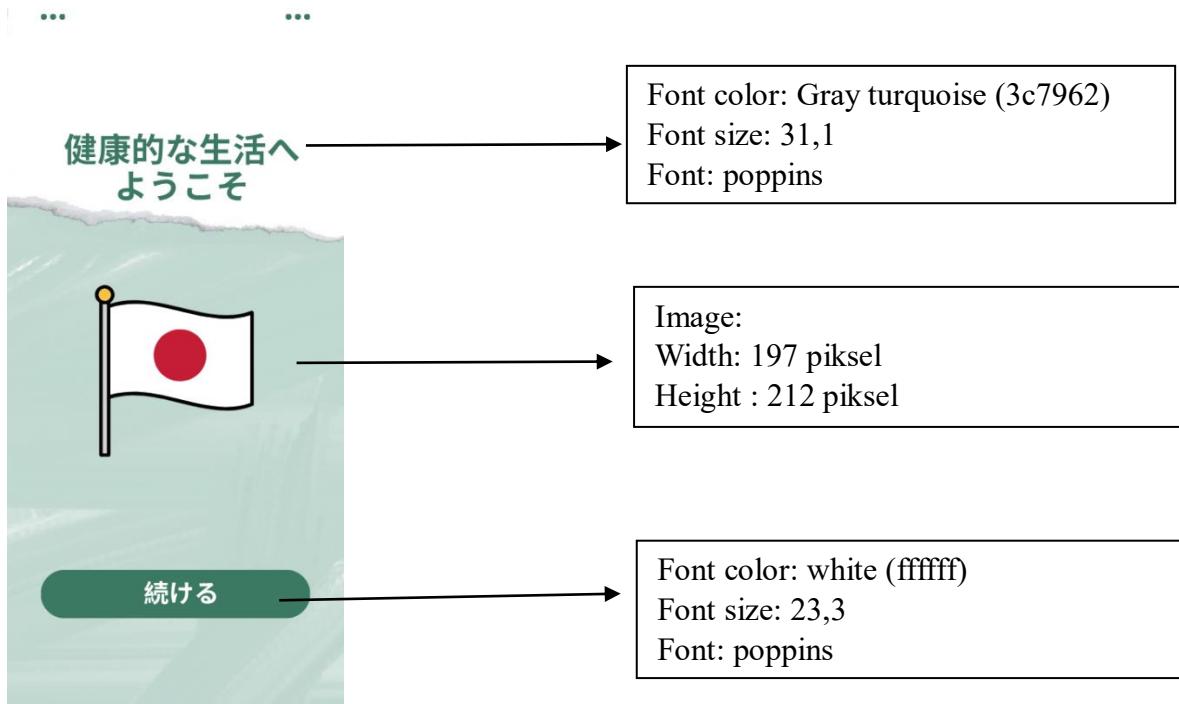 健康的な生活へ
ようこそ
Font color: Gray turquoise (3c7962)
Font size: 31,1
Font: poppins
Image:
Width: 197 piksel
Height : 212 piksel
続ける
Font color: white (ffffff)
Font size: 23,3
Font: poppins